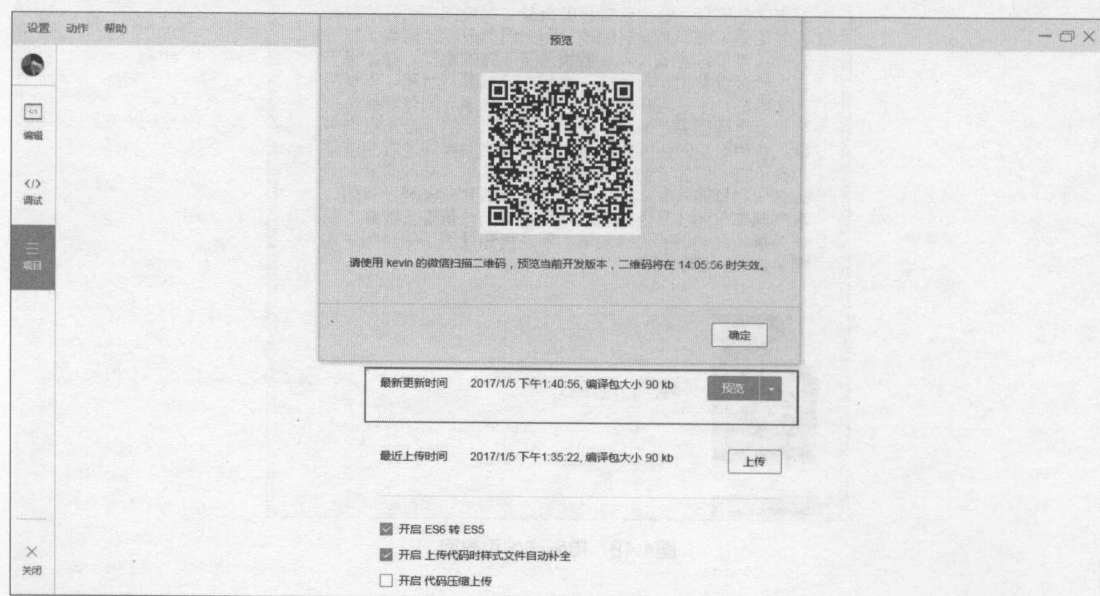 设置 动作 帮助
预览
编辑
调试
项目
请使用 kevin 的微信扫描二维码，预览当前开发版本，二维码将在 14:05:56 时失效。
确定
最新更新时间 2017/1/5 下午1:40:56, 编译包大小 90 kb 预览
最近上传时间 2017/1/5 下午1:35:22, 编译包大小 90 kb 上传
开启 ES6 转 ES5
开启 上传代码时样式文件自动补全
开启 代码压缩上传
关闭